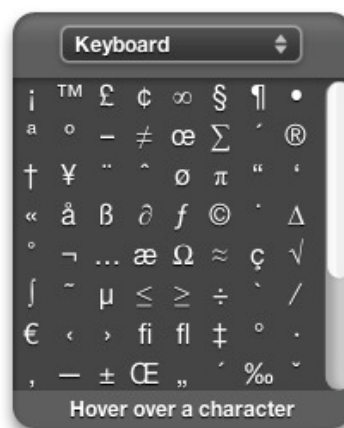 Keyboard
¡ ™ £ ¢ ∞ § ¶ •
ª º – ≠ œ ∑ ´ ®
† ¥ ¨ ˆ ø π “ ‘
« å ß ∂ ƒ © ˙ ∆
˚ ¬ … æ Ω ≈ ç √
∫ ˜ µ ≤ ≥ ÷ ` ⁄
€ ‹ › fi fl ‡ ° ·
‚ — ± Œ „ ´ ‰ ˇ
Hover over a character